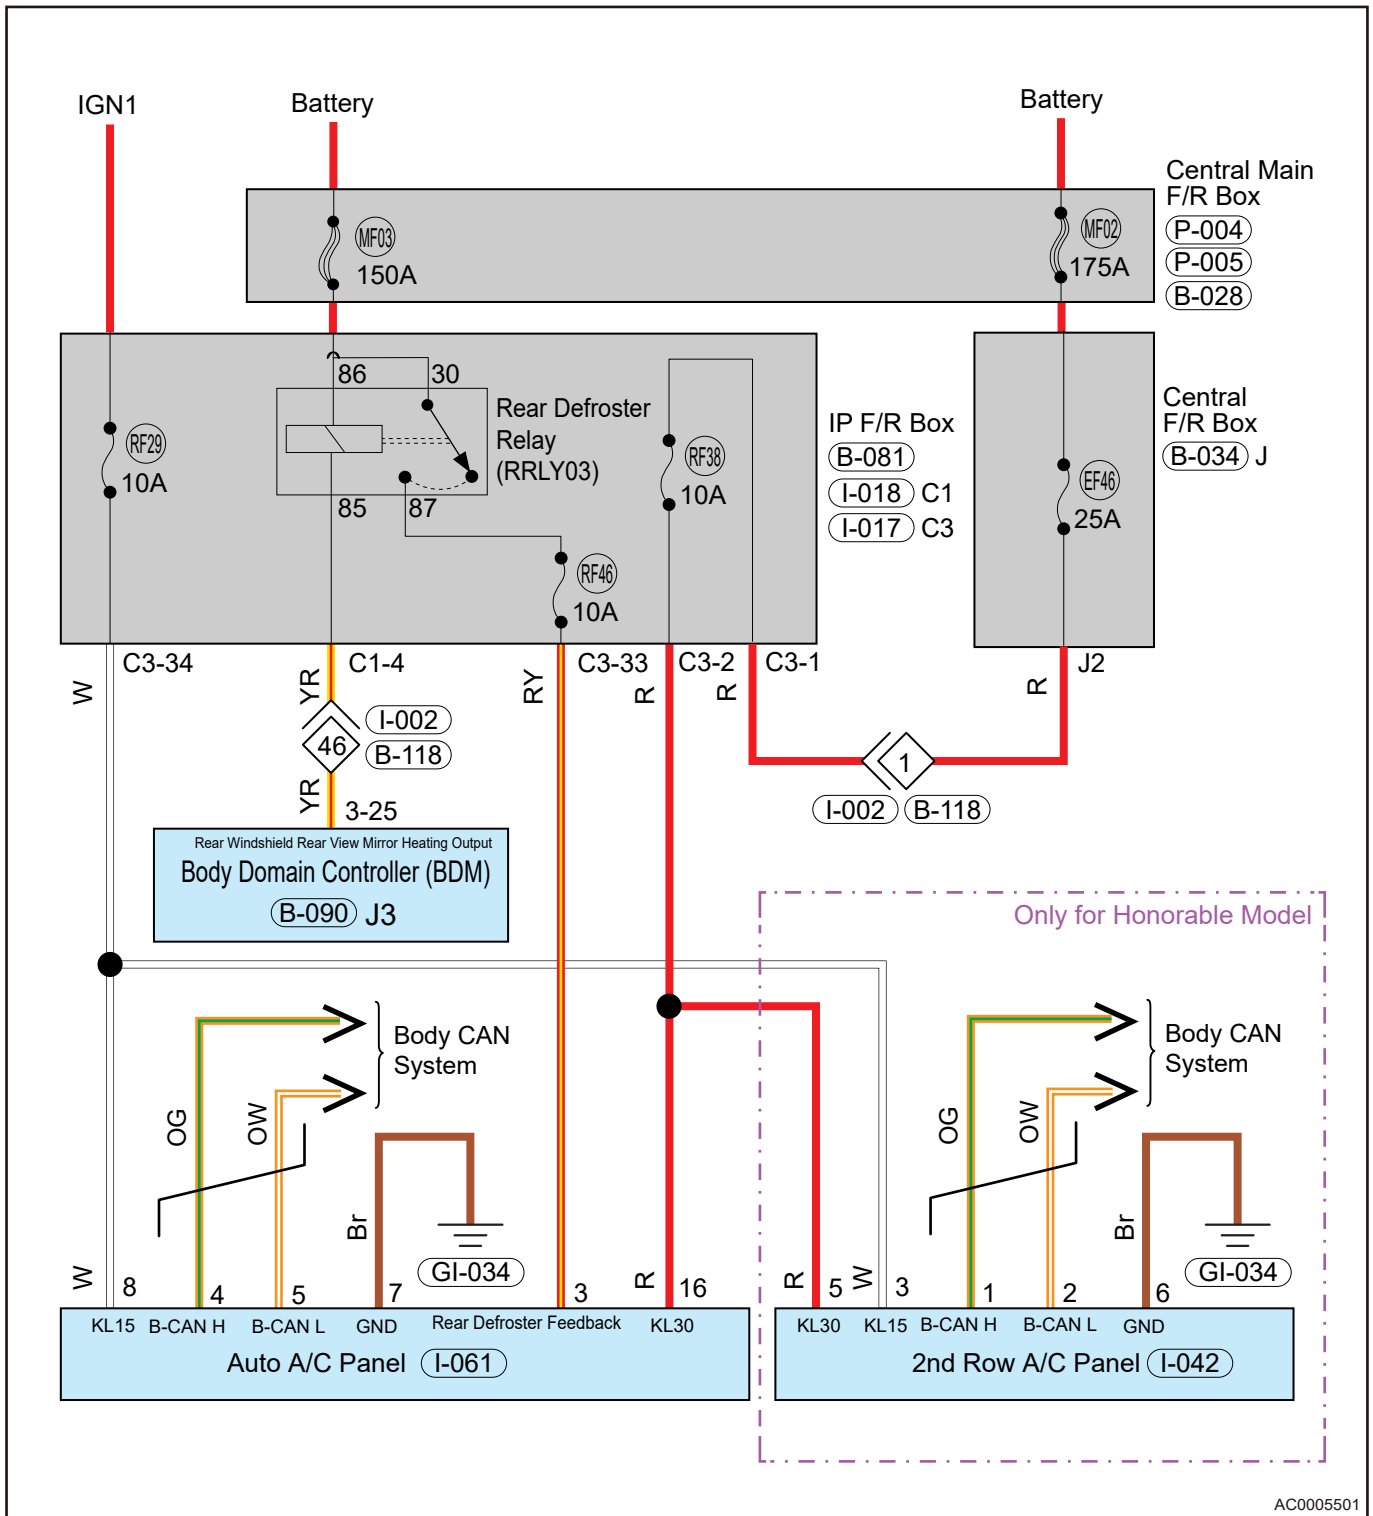 IGN1
Battery
Battery
Central Main
F/R Box
P-004
P-005
B-028
MF03
150A
MF02
175A
86
30
Rear Defroster
Relay
(RRLY03)
85
87
RF29
10A
RF38
10A
RF46
10A
IP F/R Box
B-081
I-018 C1
I-017 C3
Central
F/R Box
B-034 J
EF46
25A
C3-34
C1-4
C3-33
C3-2
C3-1
J2
W
YR
RY
R
R
R
46
I-002
B-118
1
I-002 B-118
YR
3-25
Rear Windshield Rear View Mirror Heating Output
Body Domain Controller (BDM)
B-090 J3
Only for Honorable Model
Body CAN
System
Body CAN
System
OG
OW
Br
GI-034
OG
OW
Br
GI-034
W
8
4
5
7
3
R
16
R
5
W
3
1
2
6
KL15 B-CAN H B-CAN L GND Rear Defroster Feedback KL30
Auto A/C Panel I-061
KL30 KL15 B-CAN H B-CAN L GND
2nd Row A/C Panel I-042
AC0005501